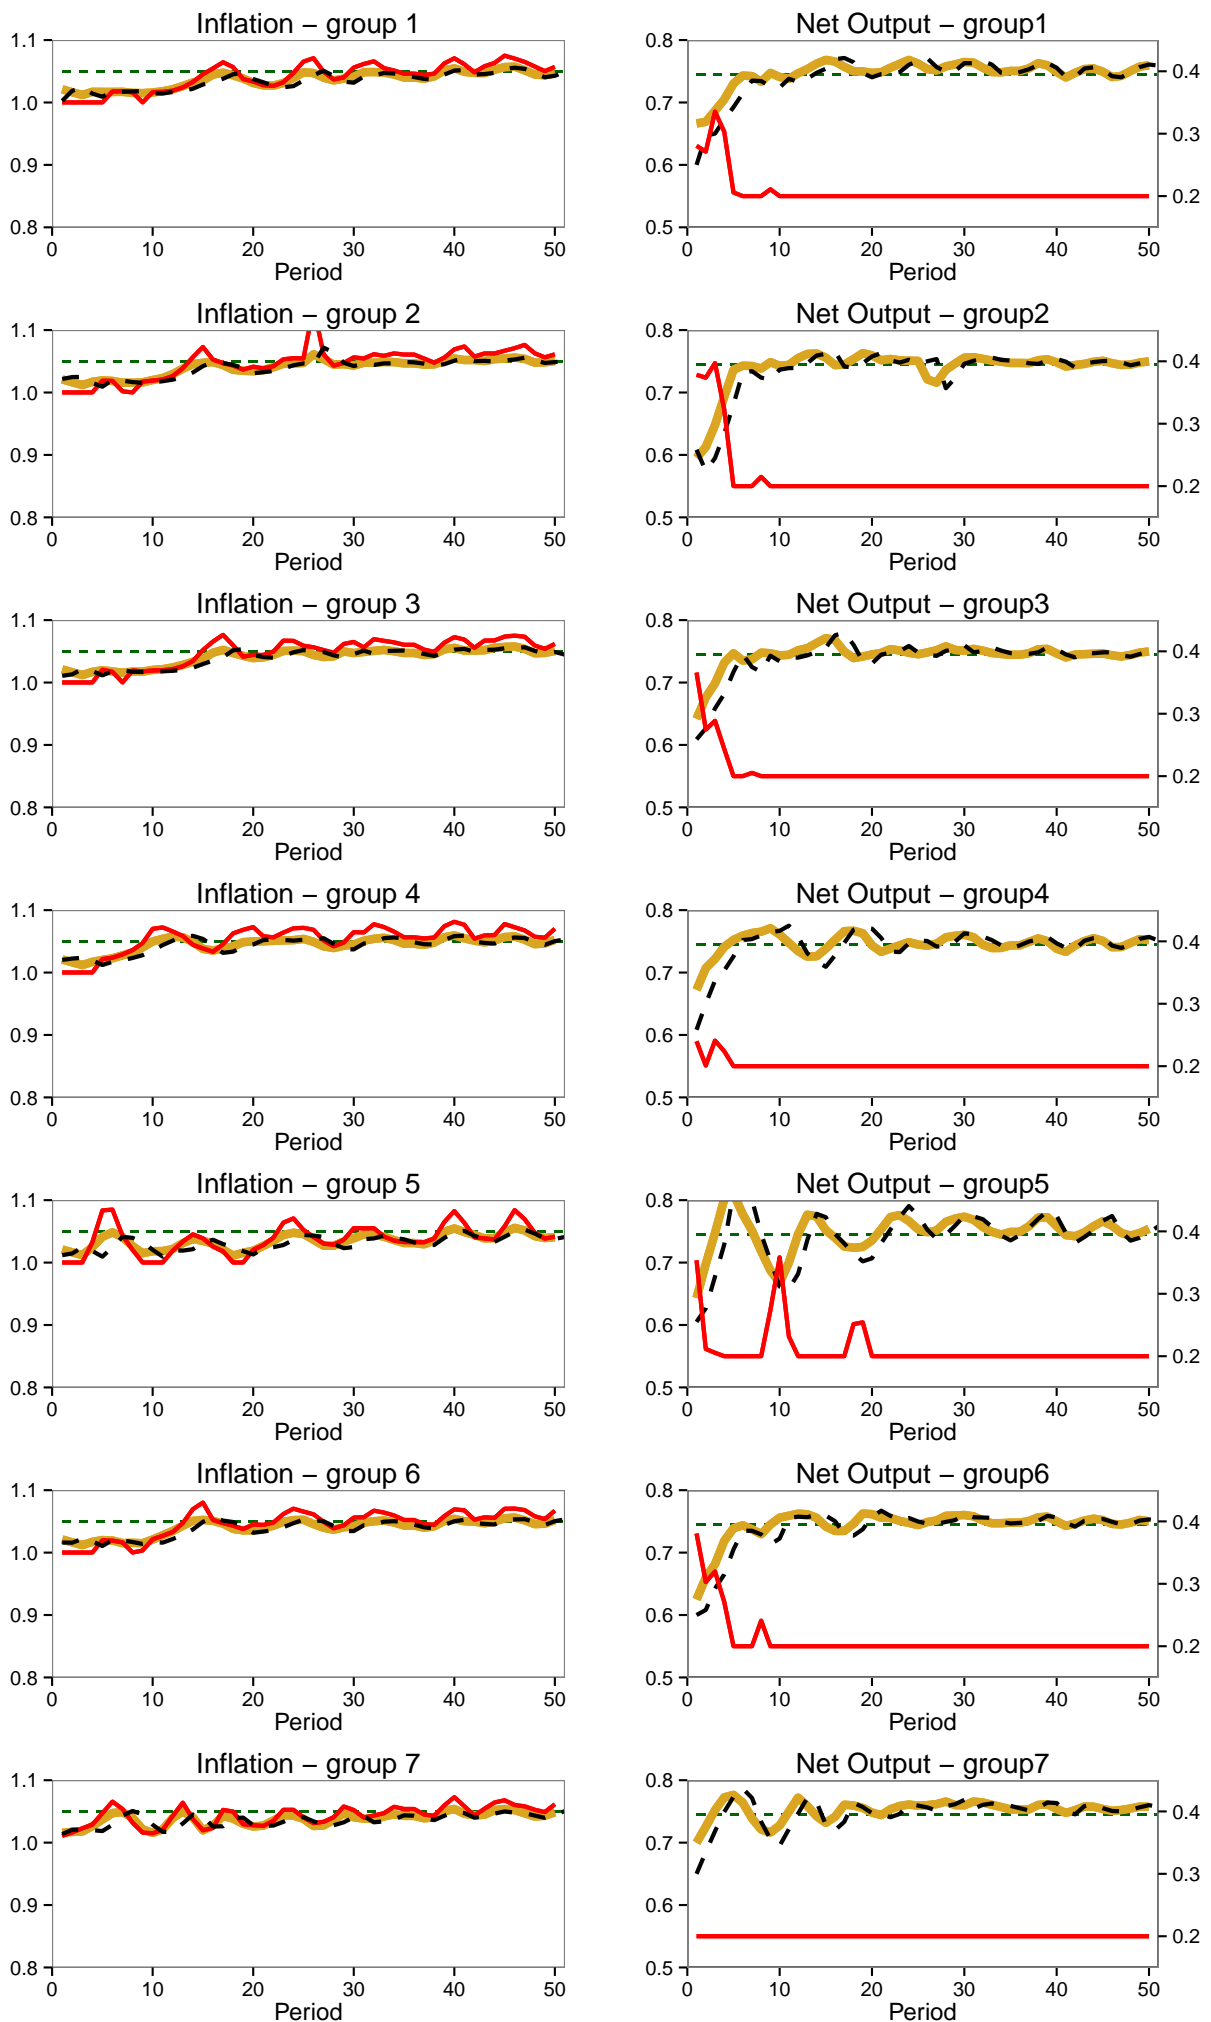 Inflation − group 1
1.1
1.0
0.9
0.8
0 10 20 30 40 50
Period
Net Output − group1
0.8
0.7
0.6
0.5
0.4
0.3
0.2
0 10 20 30 40 50
Period
Inflation − group 2
1.1
1.0
0.9
0.8
0 10 20 30 40 50
Period
Net Output − group2
0.8
0.7
0.6
0.5
0.4
0.3
0.2
0 10 20 30 40 50
Period
Inflation − group 3
1.1
1.0
0.9
0.8
0 10 20 30 40 50
Period
Net Output − group3
0.8
0.7
0.6
0.5
0.4
0.3
0.2
0 10 20 30 40 50
Period
Inflation − group 4
1.1
1.0
0.9
0.8
0 10 20 30 40 50
Period
Net Output − group4
0.8
0.7
0.6
0.5
0.4
0.3
0.2
0 10 20 30 40 50
Period
Inflation − group 5
1.1
1.0
0.9
0.8
0 10 20 30 40 50
Period
Net Output − group5
0.8
0.7
0.6
0.5
0.4
0.3
0.2
0 10 20 30 40 50
Period
Inflation − group 6
1.1
1.0
0.9
0.8
0 10 20 30 40 50
Period
Net Output − group6
0.8
0.7
0.6
0.5
0.4
0.3
0.2
0 10 20 30 40 50
Period
Inflation − group 7
1.1
1.0
0.9
0.8
0 10 20 30 40 50
Period
Net Output − group7
0.8
0.7
0.6
0.5
0.4
0.3
0.2
0 10 20 30 40 50
Period